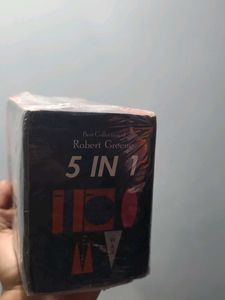 Best Collection of
Robert Greene
5 IN 1